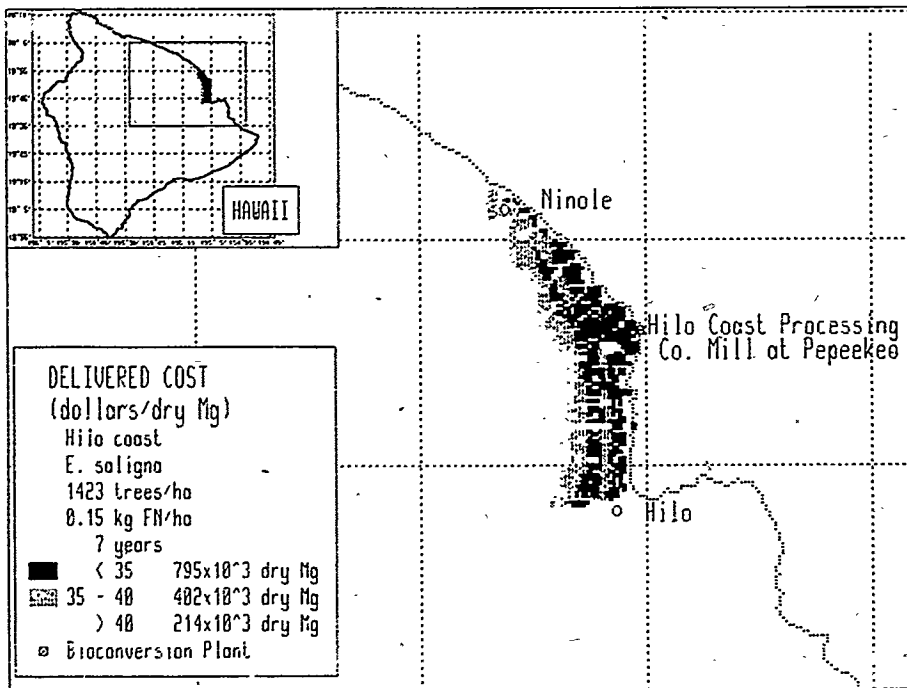 HAWAII
Ninole
Hilo Coast Processing
Co. Mill at Pepeekeo
Hilo
DELIVERED COST
(dollars/dry Mg)
Hilo coast
E. saligna
1423 trees/ha
0.15 kg FN/ha
7 years
< 35 795x10^3 dry Mg
35 - 40 402x10^3 dry Mg
> 40 214x10^3 dry Mg
Bioconversion Plant